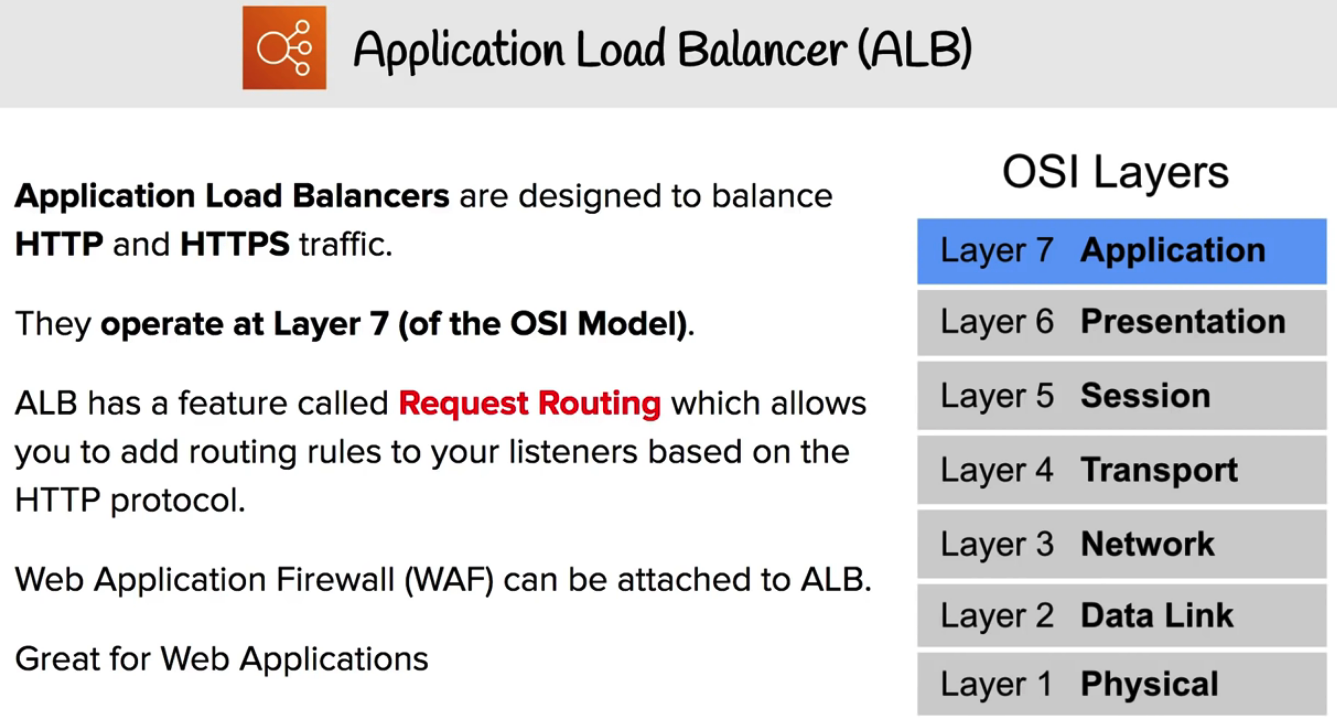 Application Load Balancer (ALB)
Application Load Balancers are designed to balance
HTTP and HTTPS traffic.
They operate at Layer 7 (of the OSI Model).
ALB has a feature called Request Routing which allows
you to add routing rules to your listeners based on the
HTTP protocol.
Web Application Firewall (WAF) can be attached to ALB.
Great for Web Applications
OSI Layers
Layer 7 Application
Layer 6 Presentation
Layer 5 Session
Layer 4 Transport
Layer 3 Network
Layer 2 Data Link
Layer 1 Physical